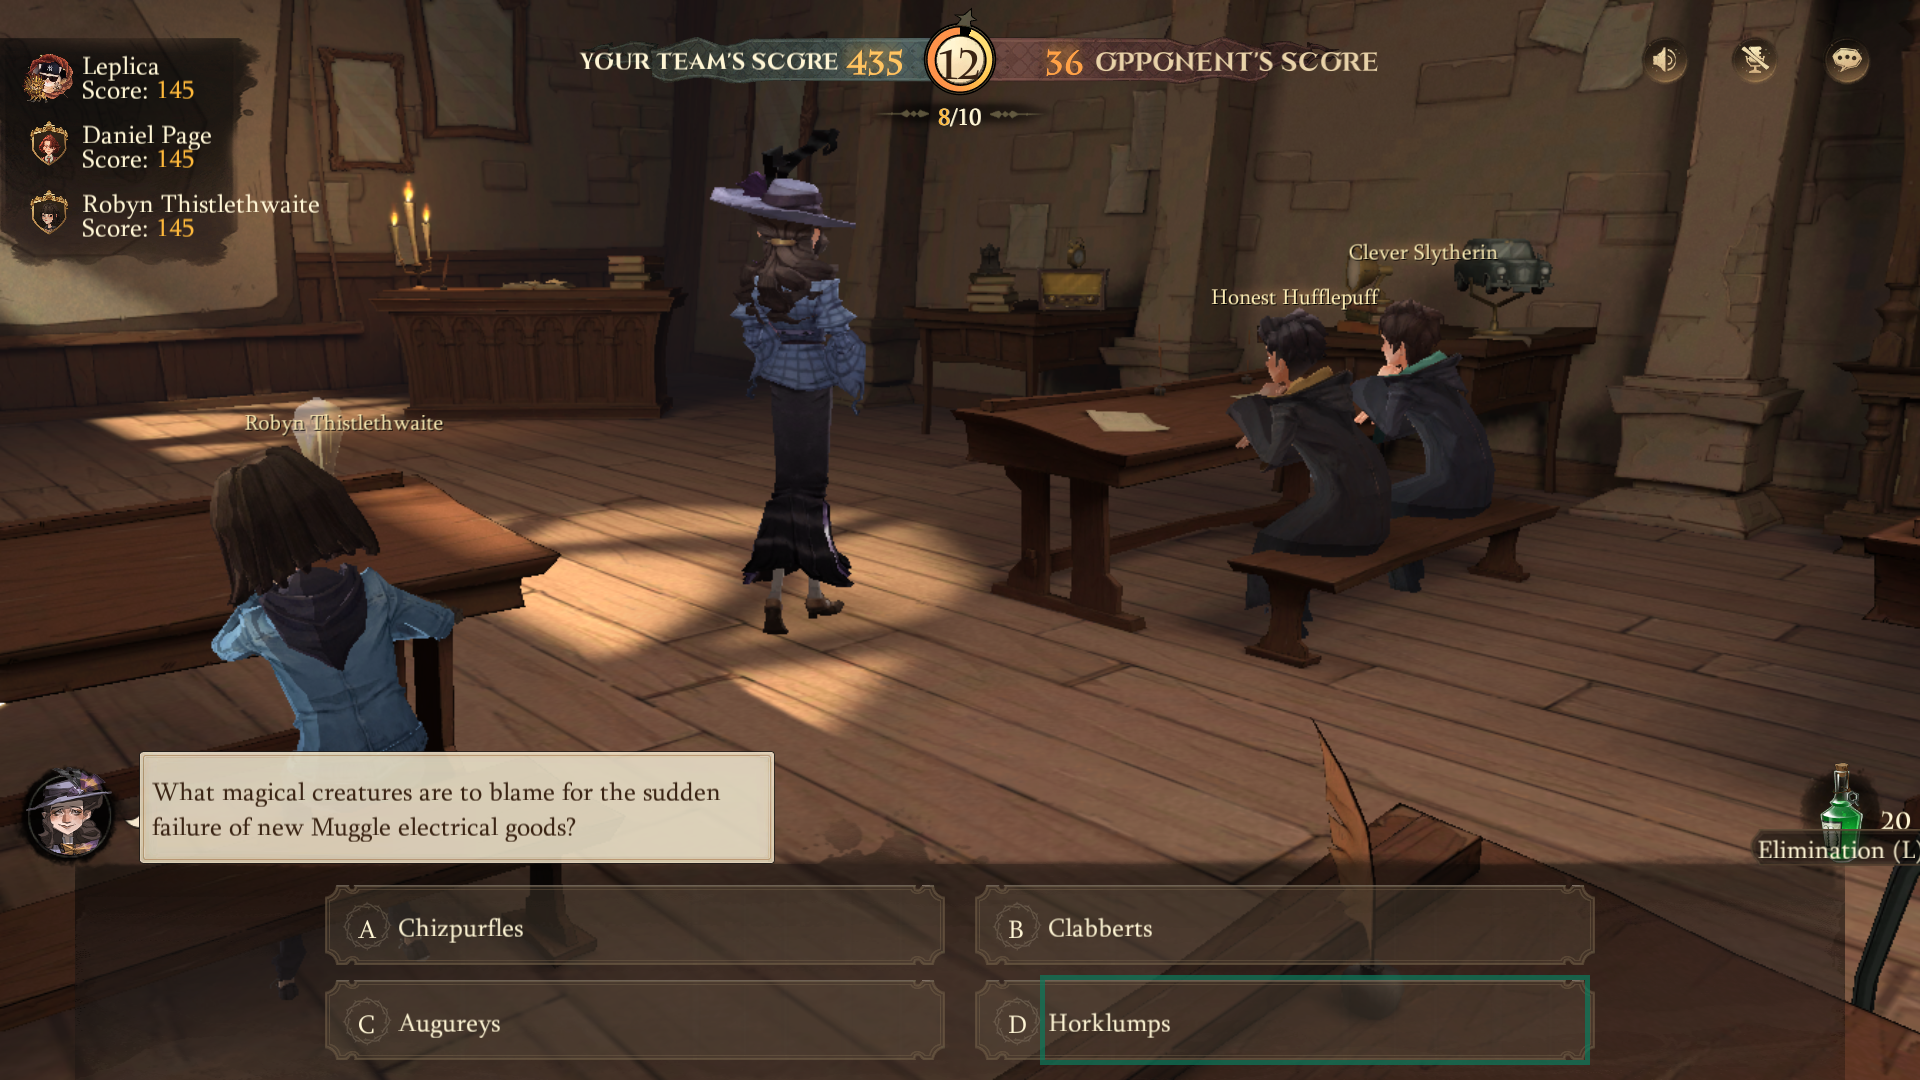 Leplica
Score: 145
Daniel Page
Score: 145
Robyn Thistlethwaite
Score: 145
YOUR TEAM'S SCORE 435
12
36 OPPONENT'S SCORE
8/10
Clever Slytherin
Honest Hufflepuff
Robyn Thistlethwaite
What magical creatures are to blame for the sudden
failure of new Muggle electrical goods?
20
Elimination (L)
A Chizpurfles
B Clabberts
C Augureys
D Horklumps